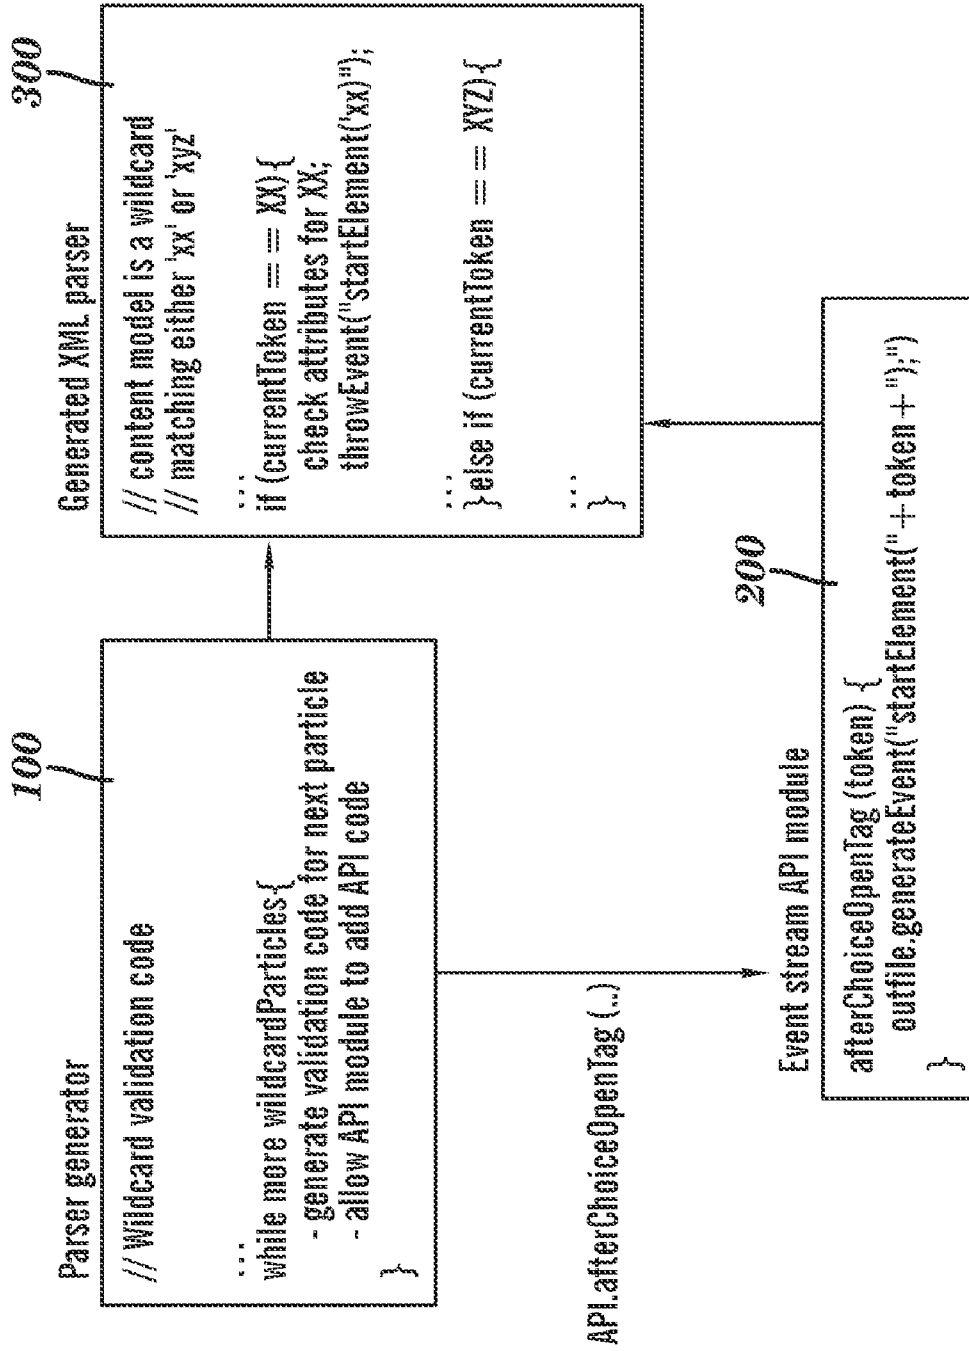 Parser generator
100
// Wildcard validation code
...
while more wildcardParticles{
- generate validation code for next particle
- allow API module to add API code
}
API.afterChoiceOpenTag (...)
Event stream API module
200
afterChoiceOpenTag (token) {
outfile.generateEvent("startElement(" + token + ");")
}
Generated XML parser
300
// content model is a wildcard
// matching either 'xx' or 'xyz'
...
if (currentToken = = XX){
check attributes for XX;
throwEvent("startElement('xx)");
...
}else if (currentToken = = XYZ){
...
}